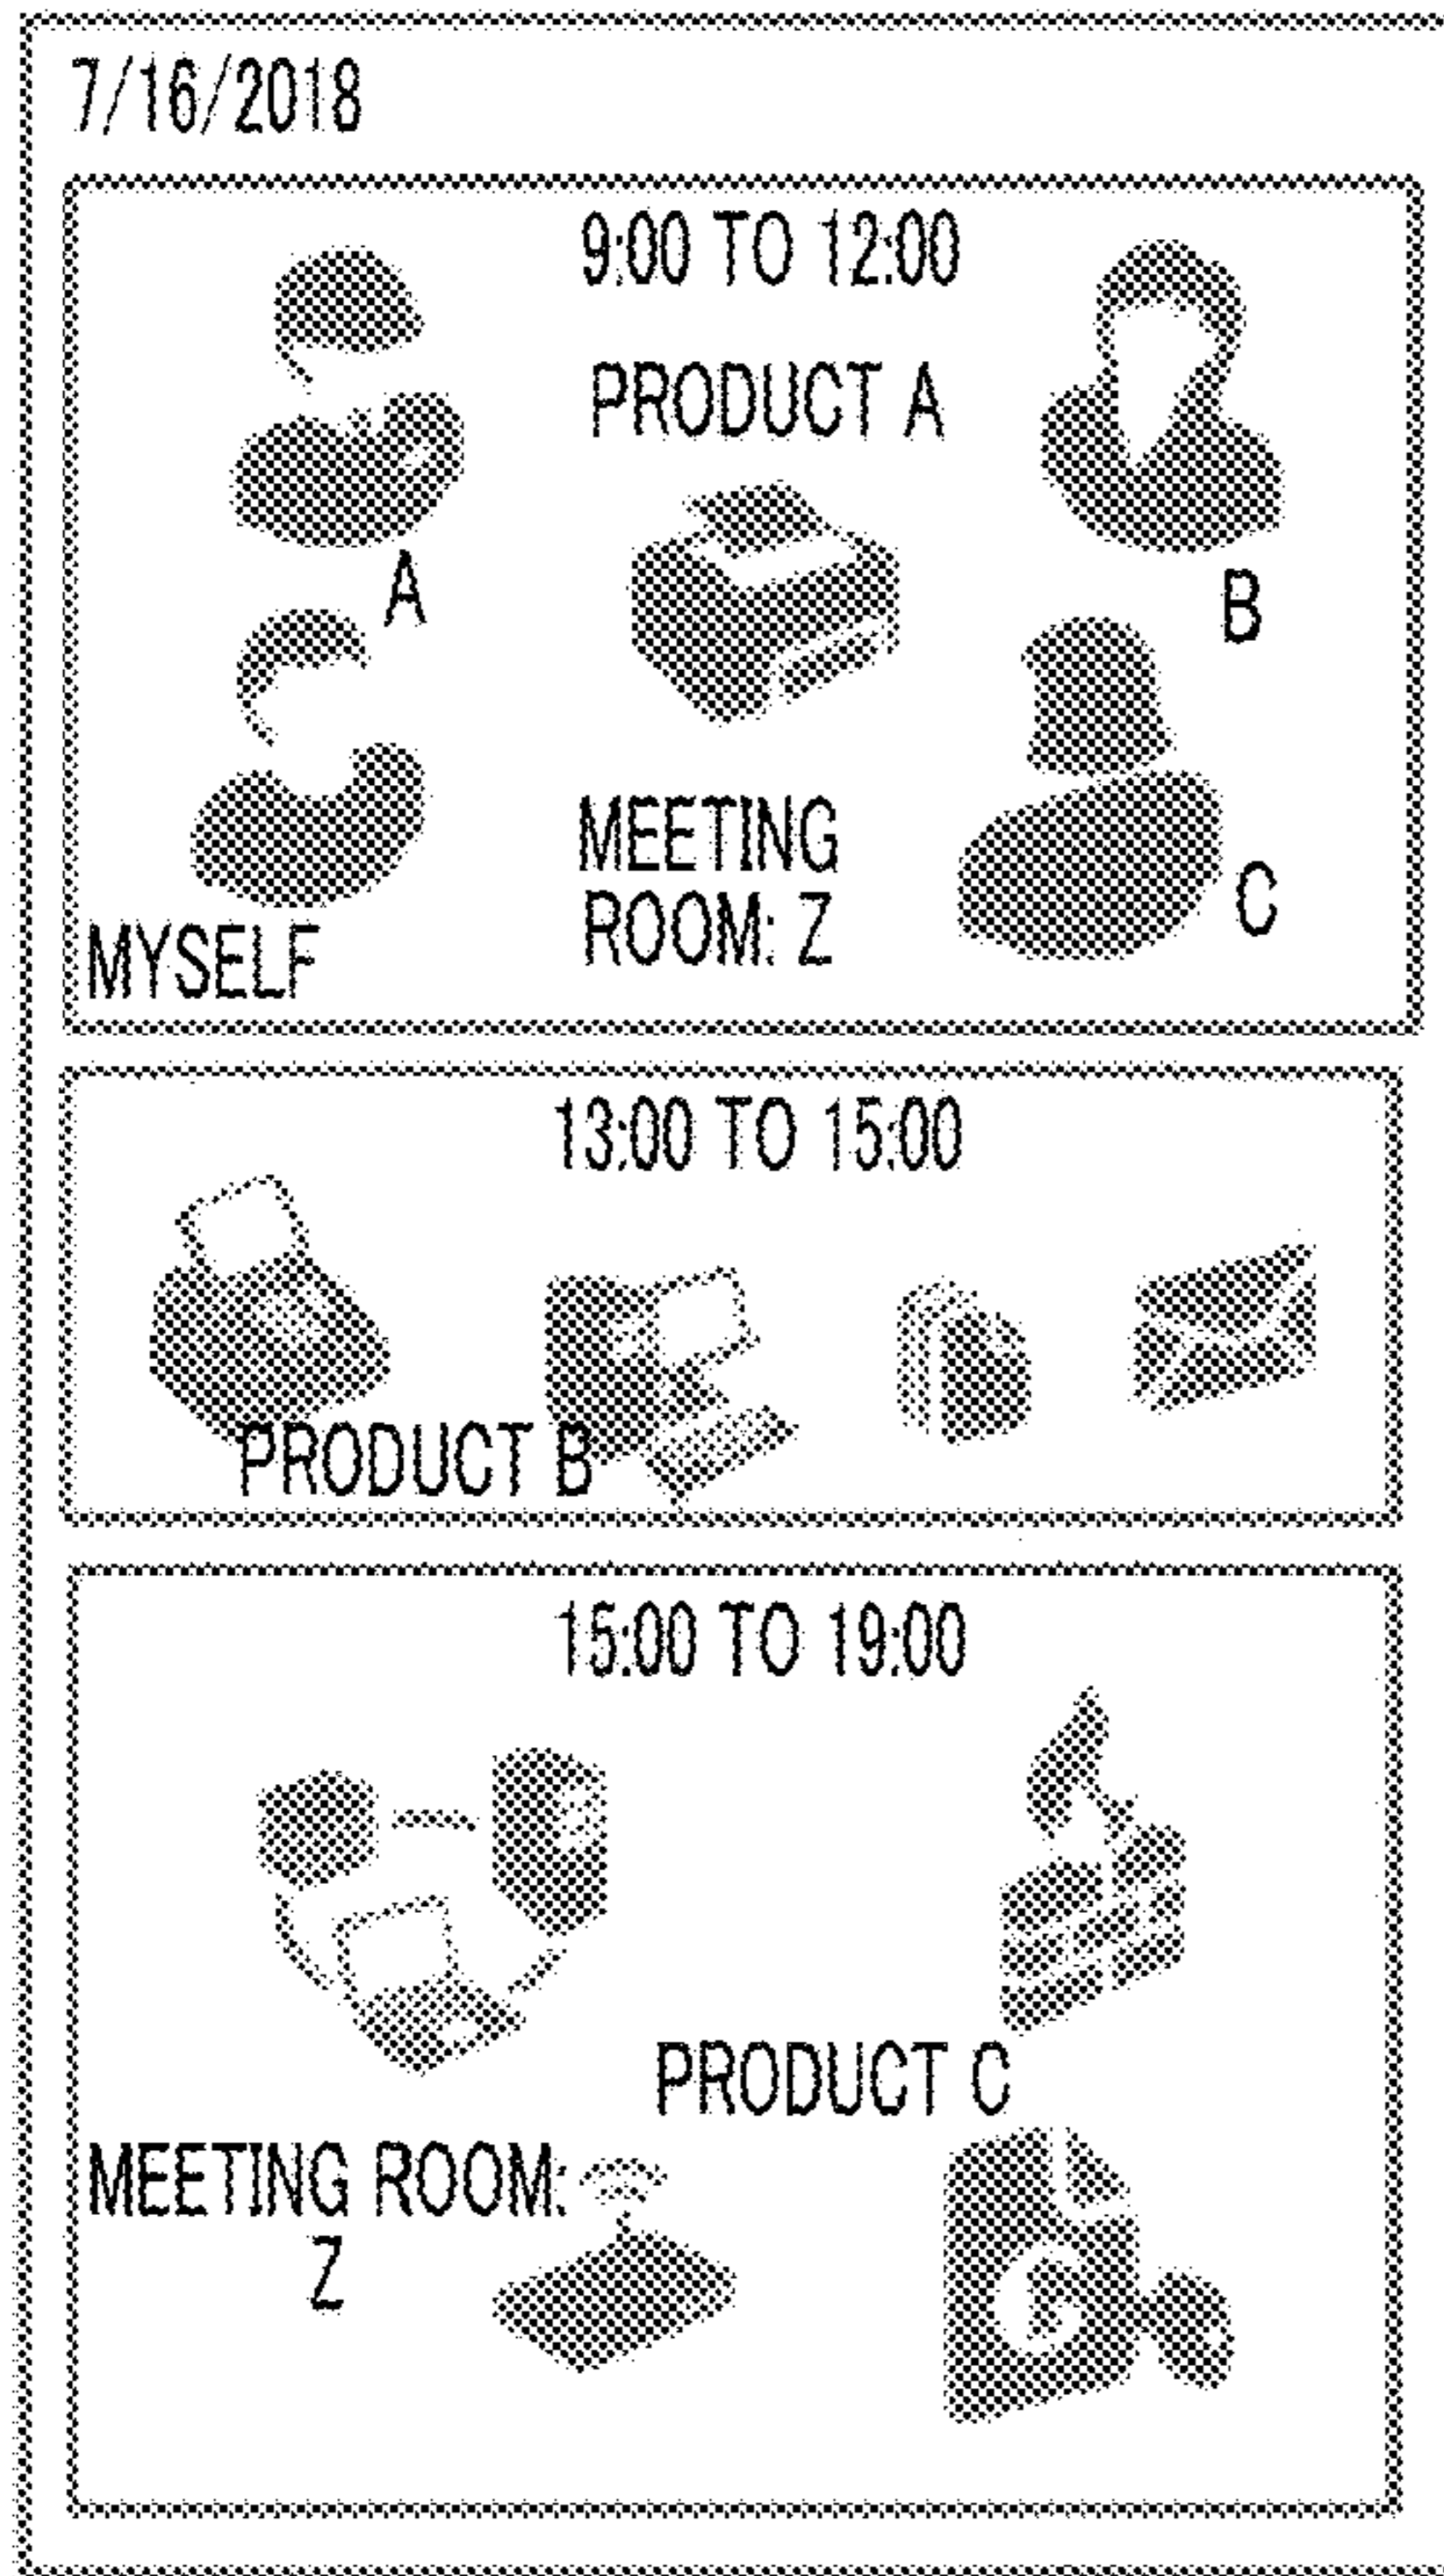 7/16/2018
9:00 TO 12:00
PRODUCT A
A
B
MEETING
ROOM: Z
C
MYSELF
13:00 TO 15:00
PRODUCT B
15:00 TO 19:00
PRODUCT C
MEETING ROOM:
Z